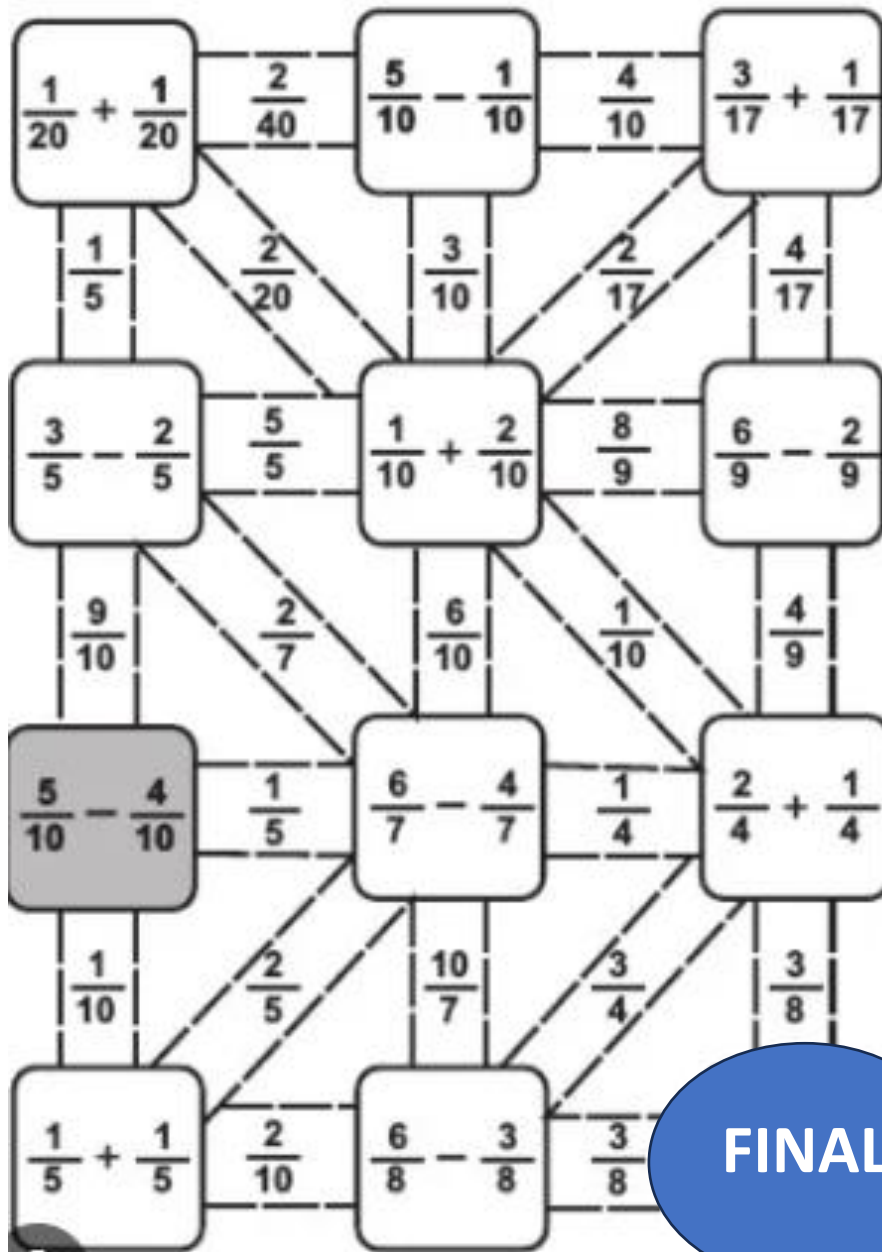 1/20 + 1/20 2/40 5/10 − 1/10 4/10 3/17 + 1/17
1/5 2/20 3/10 2/17 4/17
3/5 − 2/5 5/5 1/10 + 2/10 8/9 6/9 − 2/9
9/10 2/7 6/10 1/10 4/9
5/10 − 4/10 1/5 6/7 − 4/7 1/4 2/4 + 1/4
1/10 2/5 10/7 3/4 3/8
1/5 + 1/5 2/10 6/8 − 3/8 3/8 FINAL